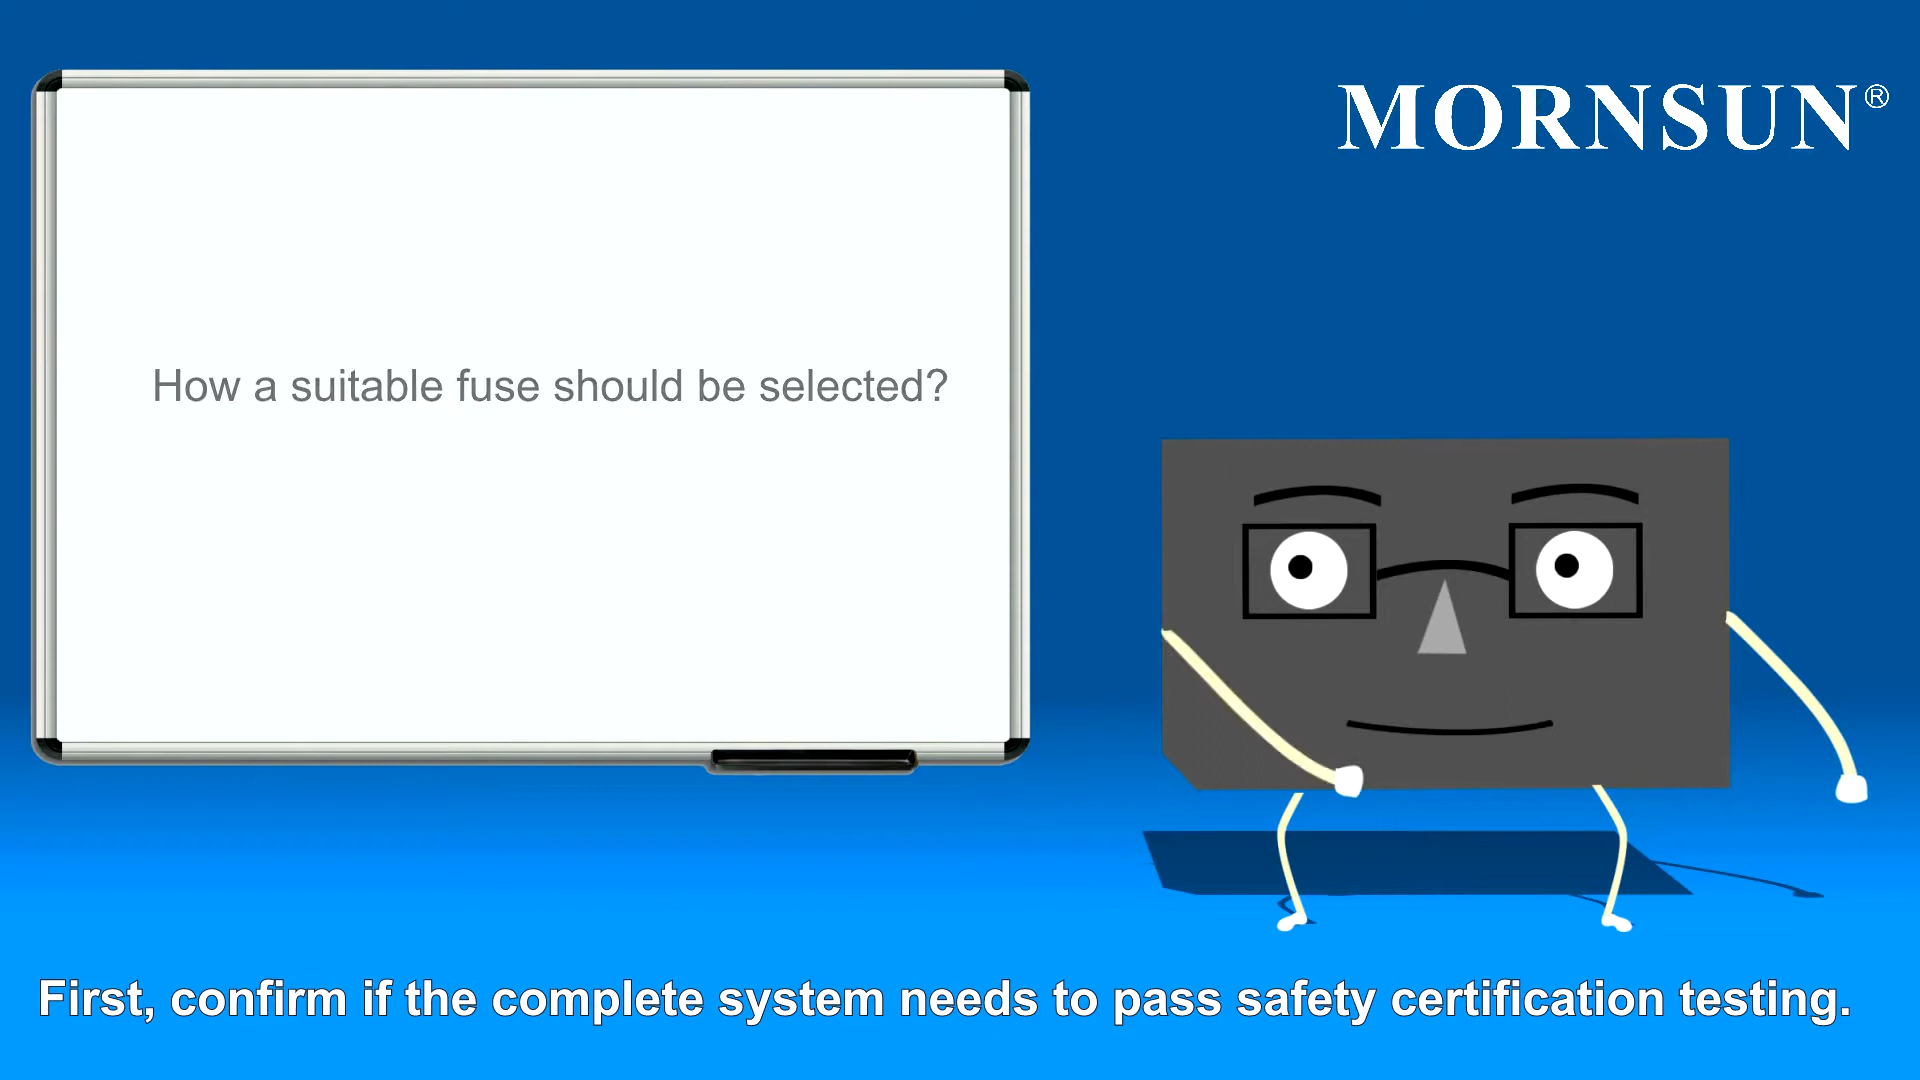 MORNSUN®
How a suitable fuse should be selected?
First, confirm if the complete system needs to pass safety certification testing.